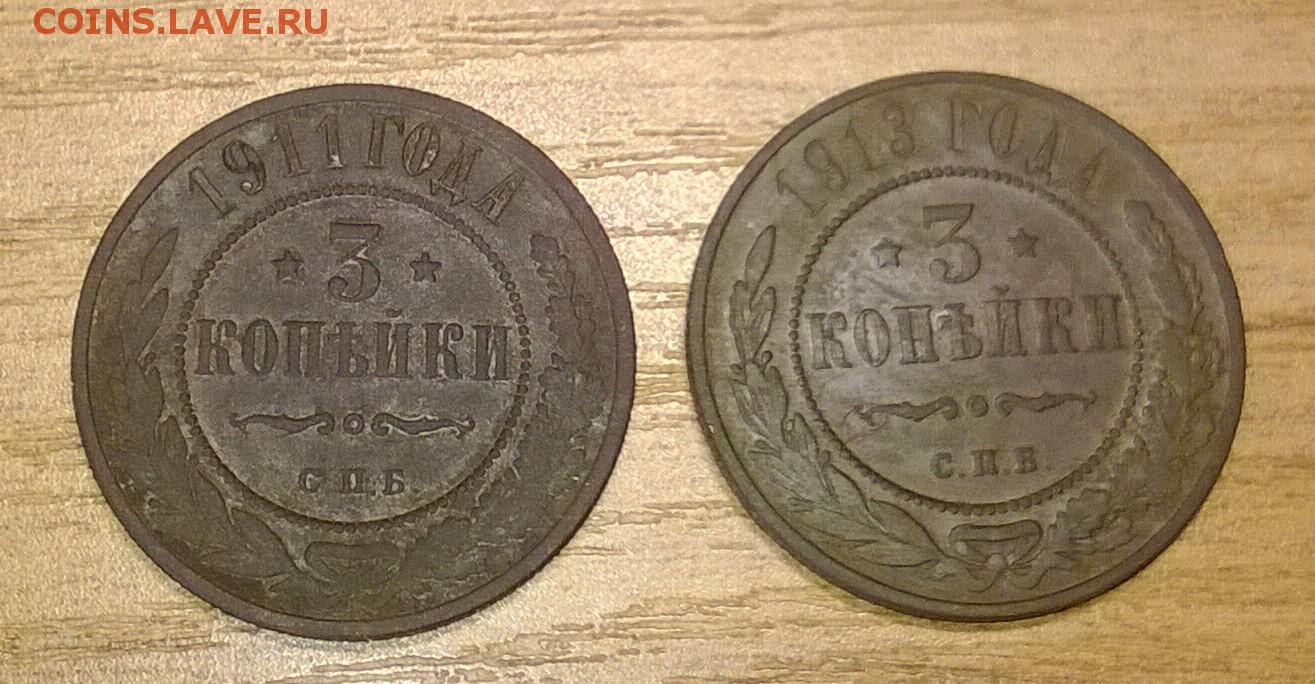 COINS.LAVE.RU
1911 ГОДА
3
КОПѢЙКИ
С.П.Б.
1913 ГОДА
3
КОПѢЙКИ
С.П.Б.